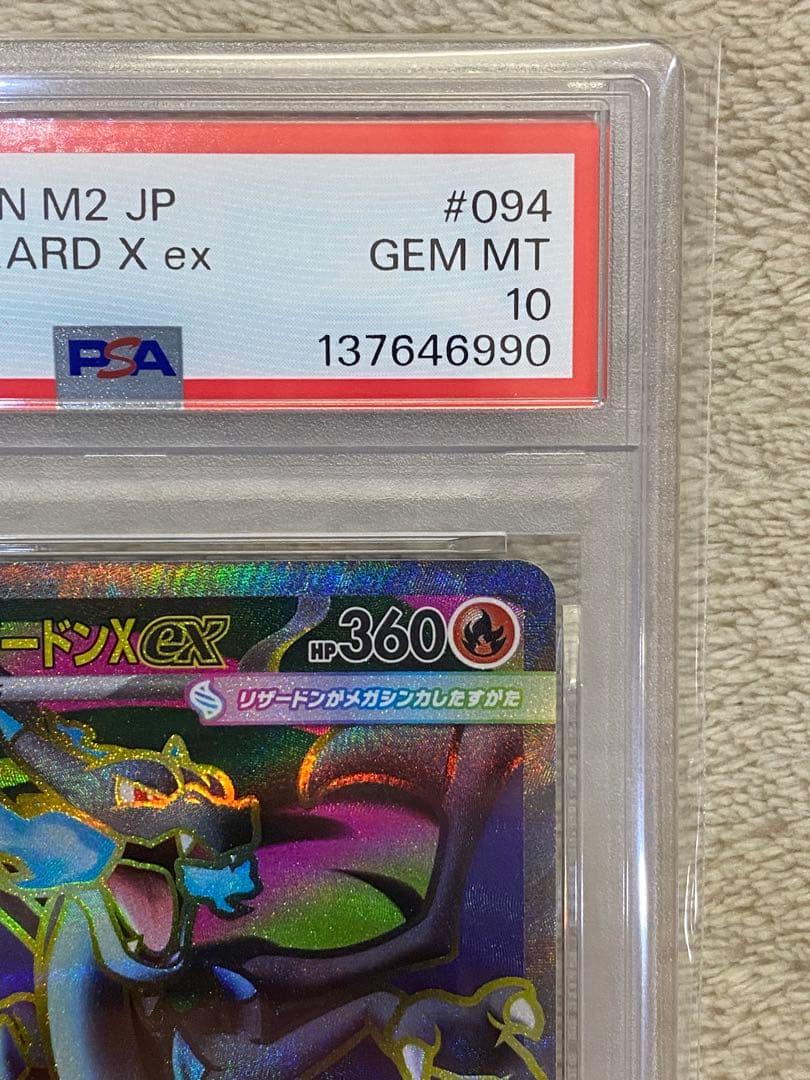 N M2 JP #094
ARD X ex GEM MT
10
PSA 137646990
ードンXex HP360
リザードンがメガシンカしたすがた